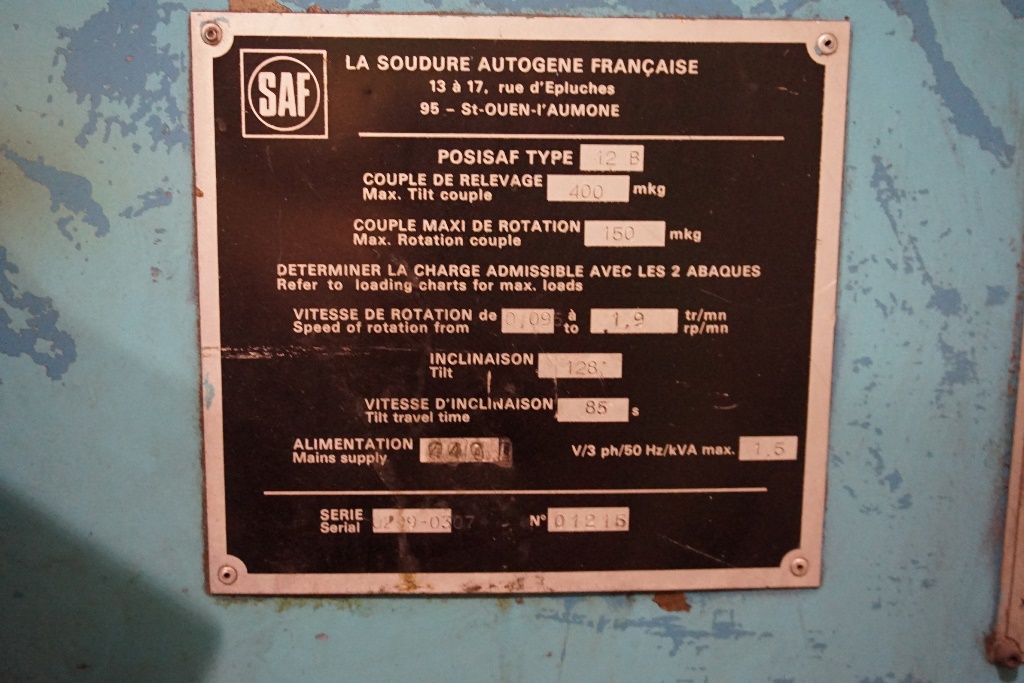 SAF
LA SOUDURE AUTOGENE FRANÇAISE
13 à 17, rue d'Epluches
95 - St-OUEN-l'AUMONE
POSISAF TYPE 12 B
COUPLE DE RELEVAGE 400 mkg
Max. Tilt couple
COUPLE MAXI DE ROTATION 150 mkg
Max. Rotation couple
DETERMINER LA CHARGE ADMISSIBLE AVEC LES 2 ABAQUES
Refer to loading charts for max. loads
VITESSE DE ROTATION de 0,095 à 1,9 tr/mn
Speed of rotation from to rp/mn
INCLINAISON 128°
Tilt
VITESSE D'INCLINAISON 85 s
Tilt travel time
ALIMENTATION V/3 ph/50 Hz/kVA max. 1,5
Mains supply
SERIE N° 01215
Serial